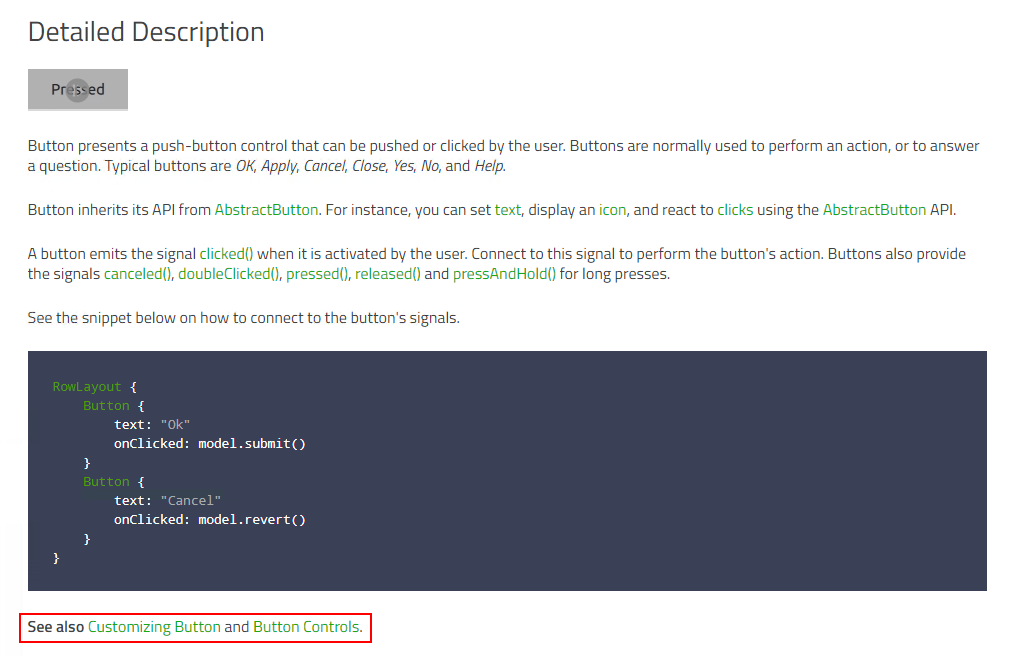 Detailed Description
Pressed
Button presents a push-button control that can be pushed or clicked by the user. Buttons are normally used to perform an action, or to answer
a question. Typical buttons are OK, Apply, Cancel, Close, Yes, No, and Help.
Button inherits its API from AbstractButton. For instance, you can set text, display an icon, and react to clicks using the AbstractButton API.
A button emits the signal clicked() when it is activated by the user. Connect to this signal to perform the button's action. Buttons also provide
the signals canceled(), doubleClicked(), pressed(), released() and pressAndHold() for long presses.
See the snippet below on how to connect to the button's signals.
RowLayout {
    Button {
        text: "Ok"
        onClicked: model.submit()
    }
    Button {
        text: "Cancel"
        onClicked: model.revert()
    }
}
See also Customizing Button and Button Controls.